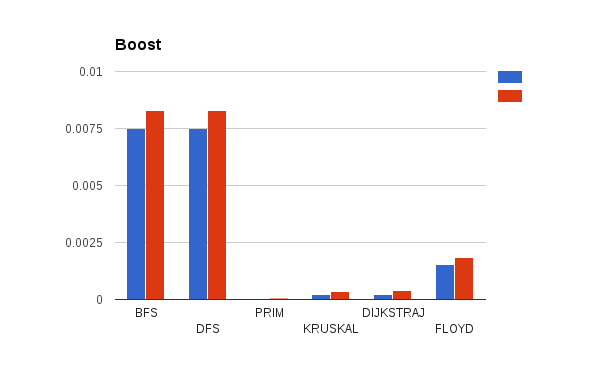 Boost
0.01
0.0075
0.005
0.0025
0
BFS
DFS
PRIM
KRUSKAL
DIJKSTRAJ
FLOYD